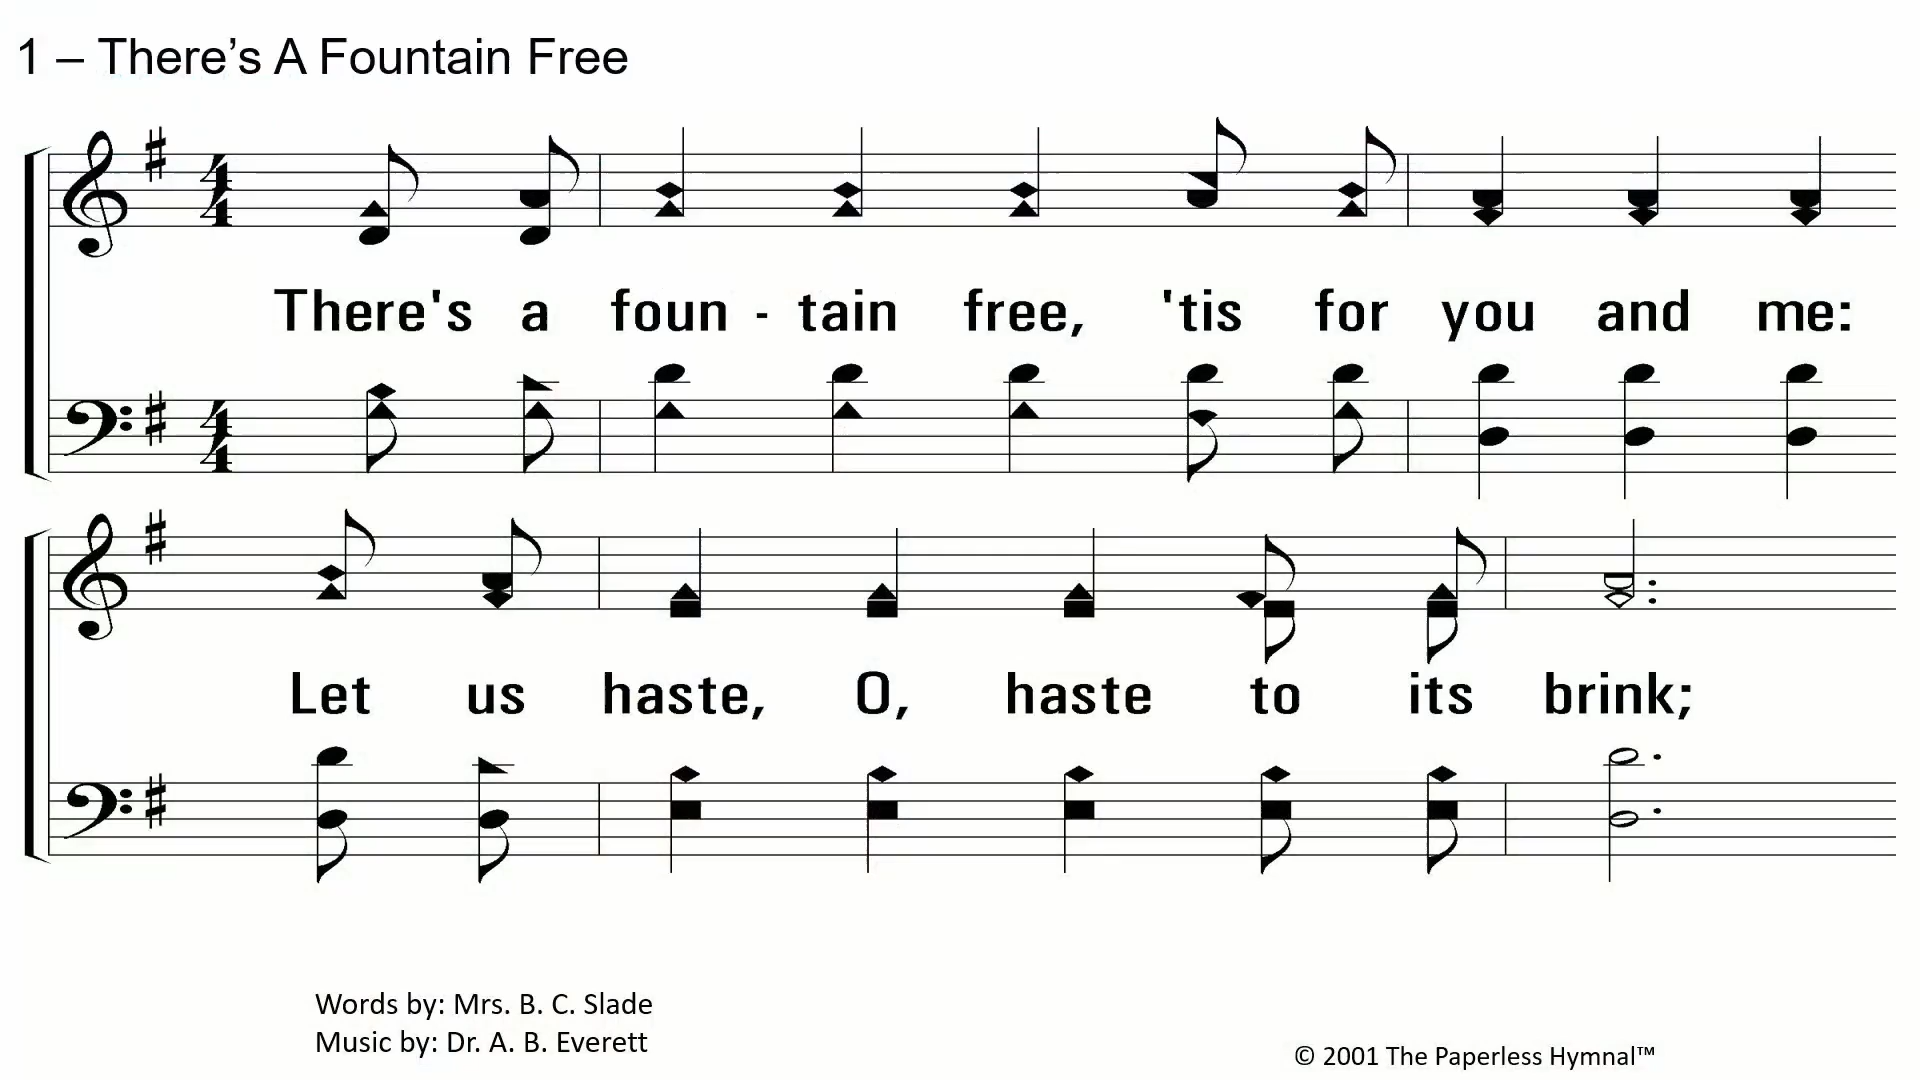 1 – There’s A Fountain Free
There's a foun - tain free, 'tis for you and me:
Let us haste, O, haste to its brink;
Words by: Mrs. B. C. Slade
Music by: Dr. A. B. Everett
© 2001 The Paperless Hymnal™